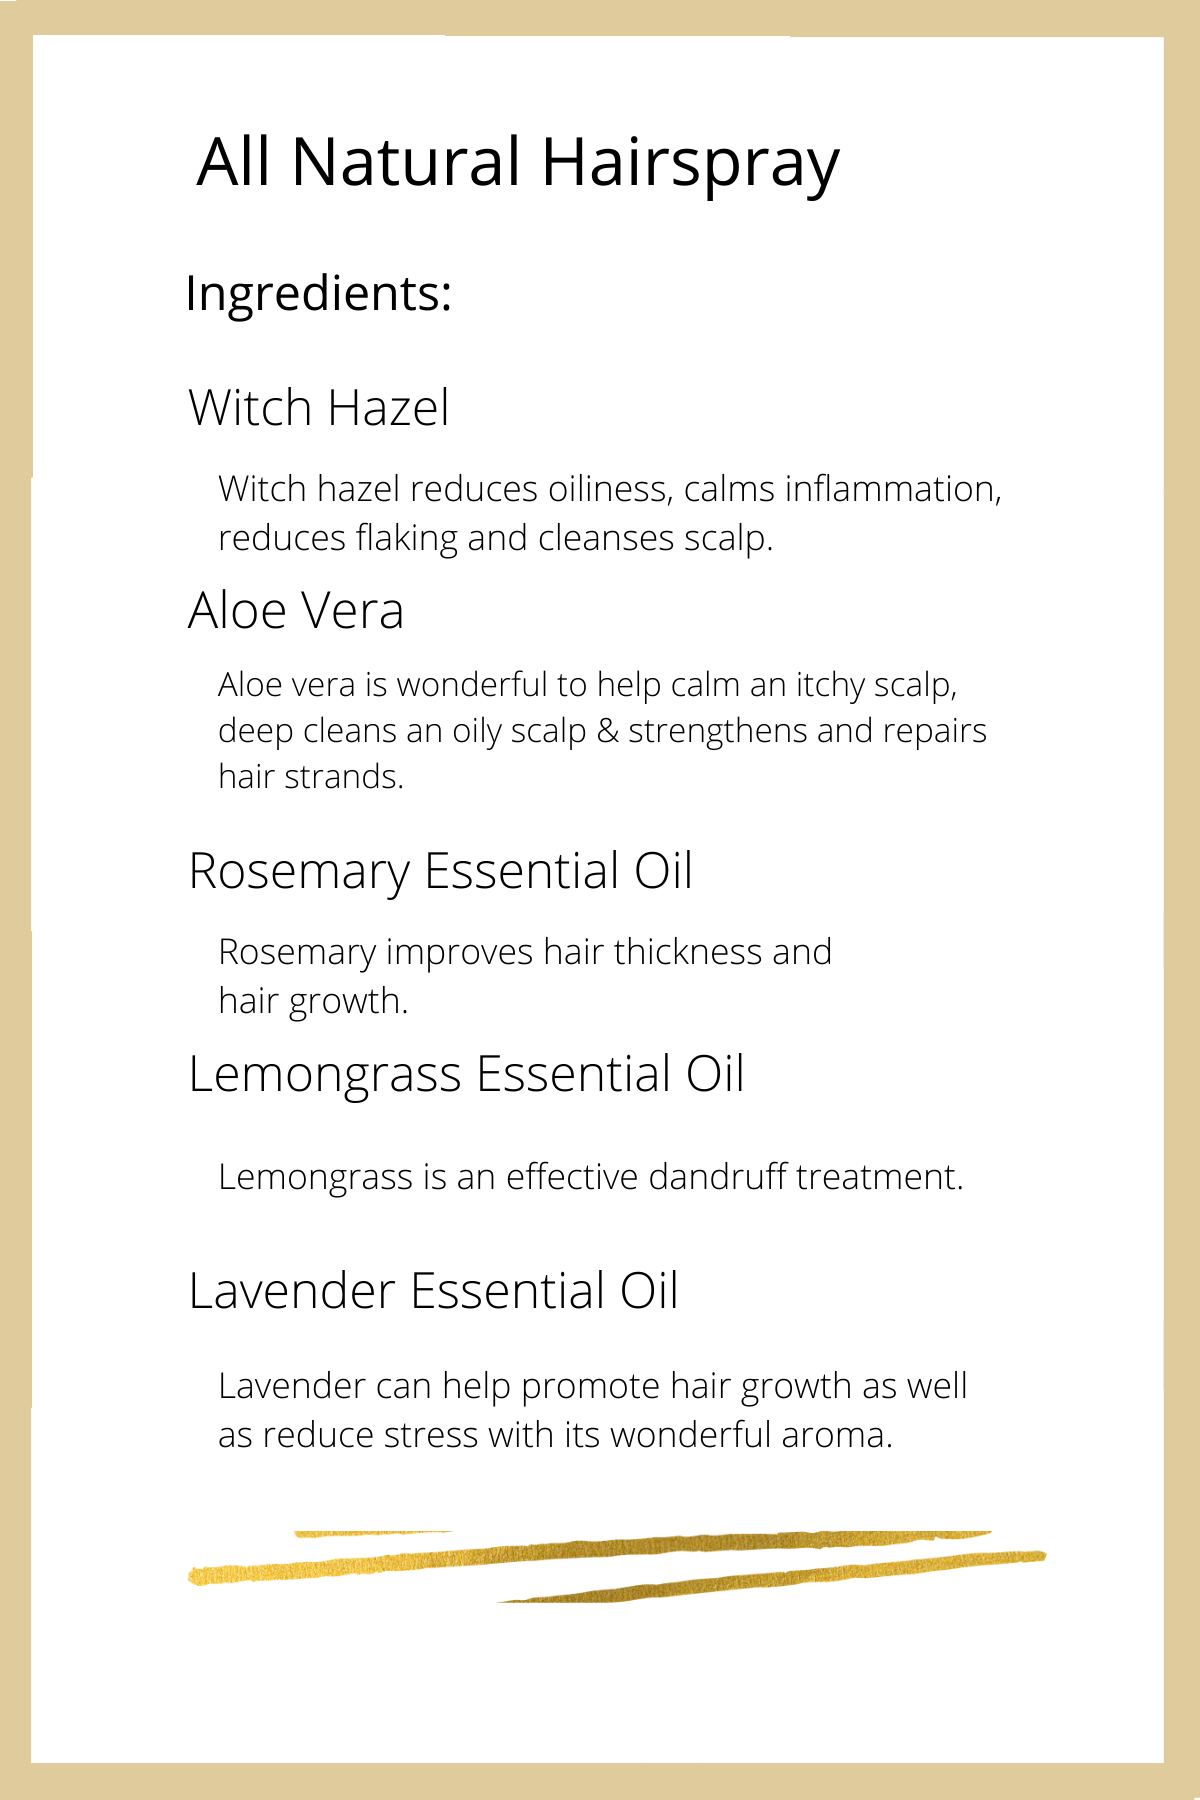 All Natural Hairspray
Ingredients:
Witch Hazel
Witch hazel reduces oiliness, calms inflammation,
reduces flaking and cleanses scalp.
Aloe Vera
Aloe vera is wonderful to help calm an itchy scalp,
deep cleans an oily scalp & strengthens and repairs
hair strands.
Rosemary Essential Oil
Rosemary improves hair thickness and
hair growth.
Lemongrass Essential Oil
Lemongrass is an effective dandruff treatment.
Lavender Essential Oil
Lavender can help promote hair growth as well
as reduce stress with its wonderful aroma.